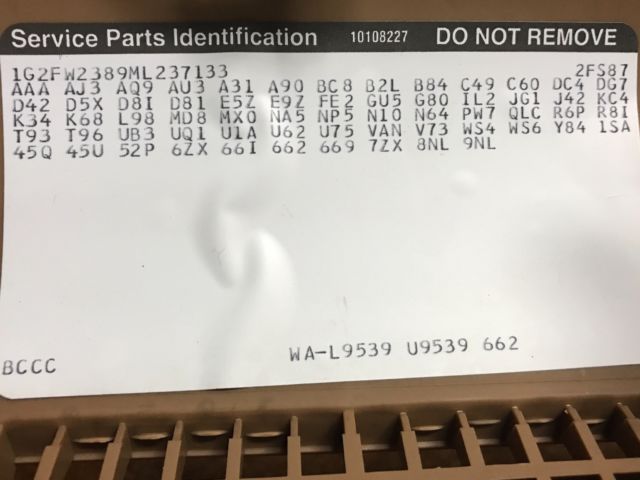 Service Parts Identification 10108227 DO NOT REMOVE
1G2FW2389ML237133 2FS87
AAA AJ3 AQ9 AU3 A31 A90 BC8 B2L B84 C49 C60 DC4 DG7
D42 D5X D8I D81 E5Z E9Z FE2 GU5 G80 IL2 JG1 J42 KC4
K34 K68 L98 MD8 MX0 NA5 NP5 N10 N64 PW7 QLC R6P R8I
T93 T96 UB3 UQ1 U1A U62 U75 VAN V73 WS4 WS6 Y84 1SA
45Q 45U 52P 6ZX 66I 662 669 7ZX 8NL 9NL
WA-L9539 U9539 662
BCCC